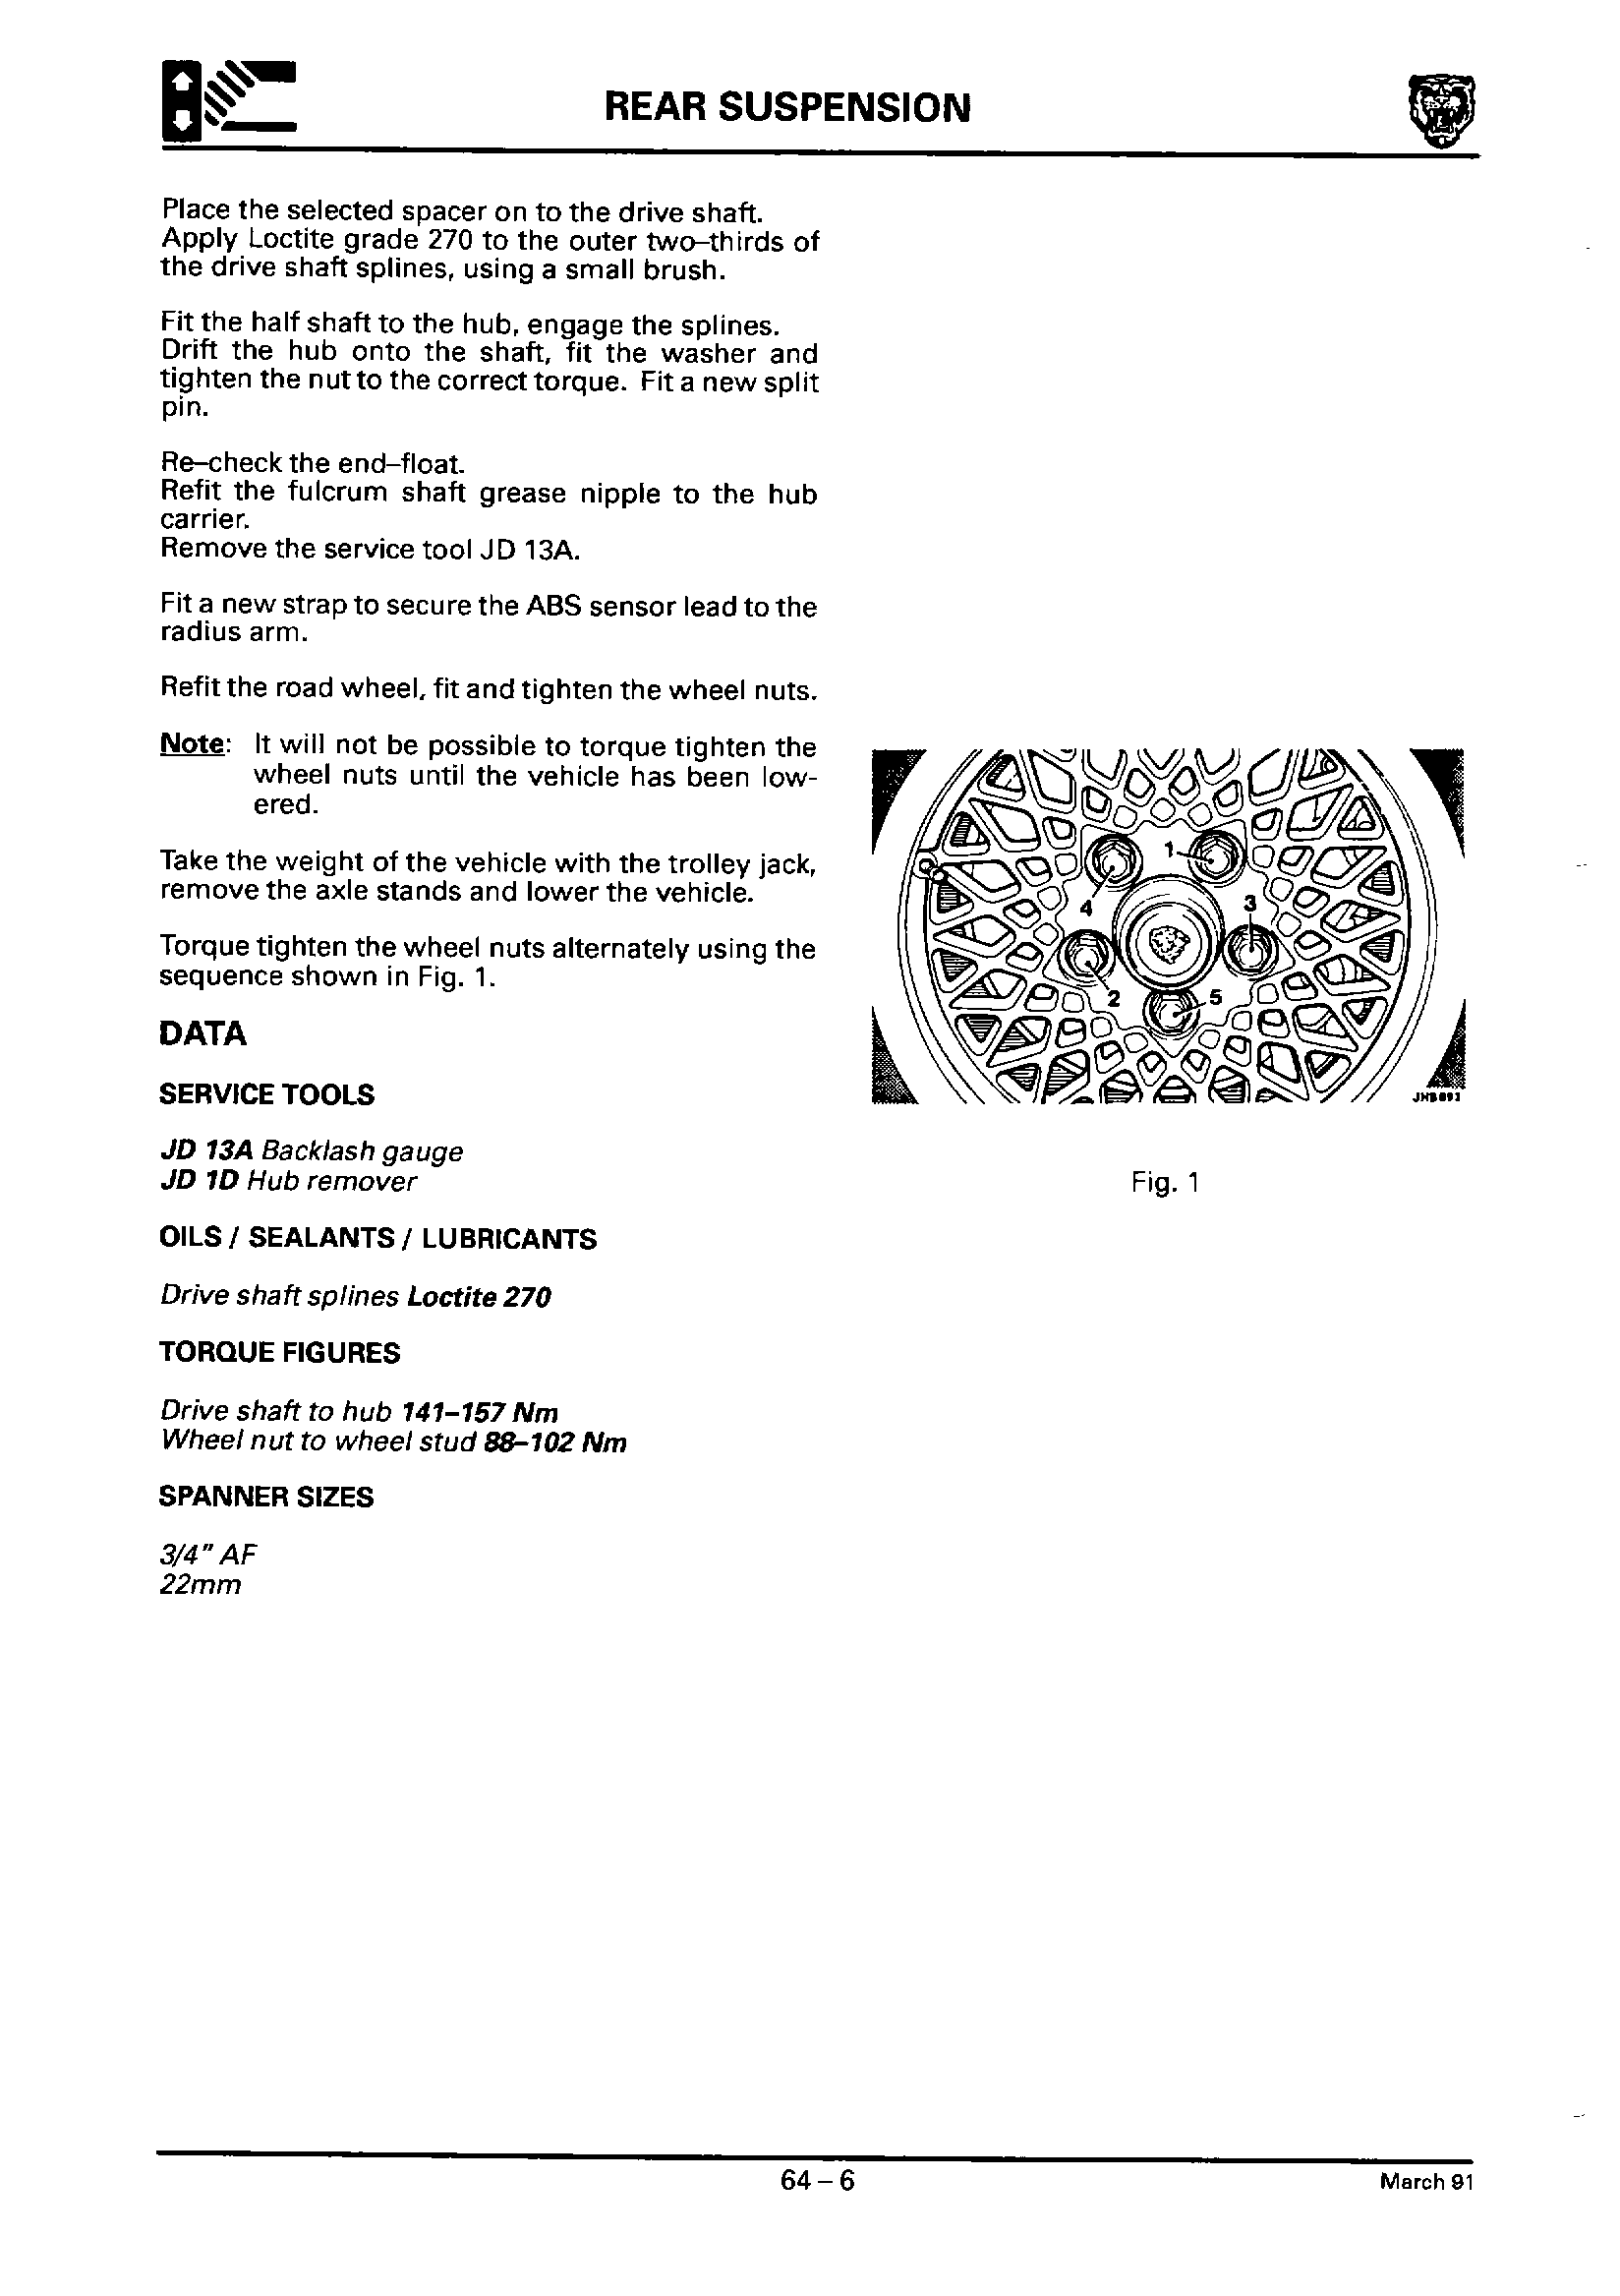 REAR SUSPENSION
Place the selected spacer on to the drive shaft.
Apply Loctite grade 270 to the outer two–thirds of
the drive shaft splines, using a small brush.
Fit the half shaft to the hub, engage the splines.
Drift the hub onto the shaft, fit the washer and
tighten the nut to the correct torque. Fit a new split
pin.
Re–check the end–float.
Refit the fulcrum shaft grease nipple to the hub
carrier.
Remove the service tool JD 13A.
Fit a new strap to secure the ABS sensor lead to the
radius arm.
Refit the road wheel, fit and tighten the wheel nuts.
Note: It will not be possible to torque tighten the
wheel nuts until the vehicle has been low-
ered.
Take the weight of the vehicle with the trolley jack,
remove the axle stands and lower the vehicle.
Torque tighten the wheel nuts alternately using the
sequence shown in Fig. 1.
DATA
SERVICE TOOLS
JD 13A Backlash gauge
JD 1D Hub remover
OILS / SEALANTS / LUBRICANTS
Drive shaft splines Loctite 270
TORQUE FIGURES
Drive shaft to hub 141–157 Nm
Wheel nut to wheel stud 88–102 Nm
SPANNER SIZES
3/4" AF
22mm
1
4
3
2
5
Fig. 1
64 – 6
March 91